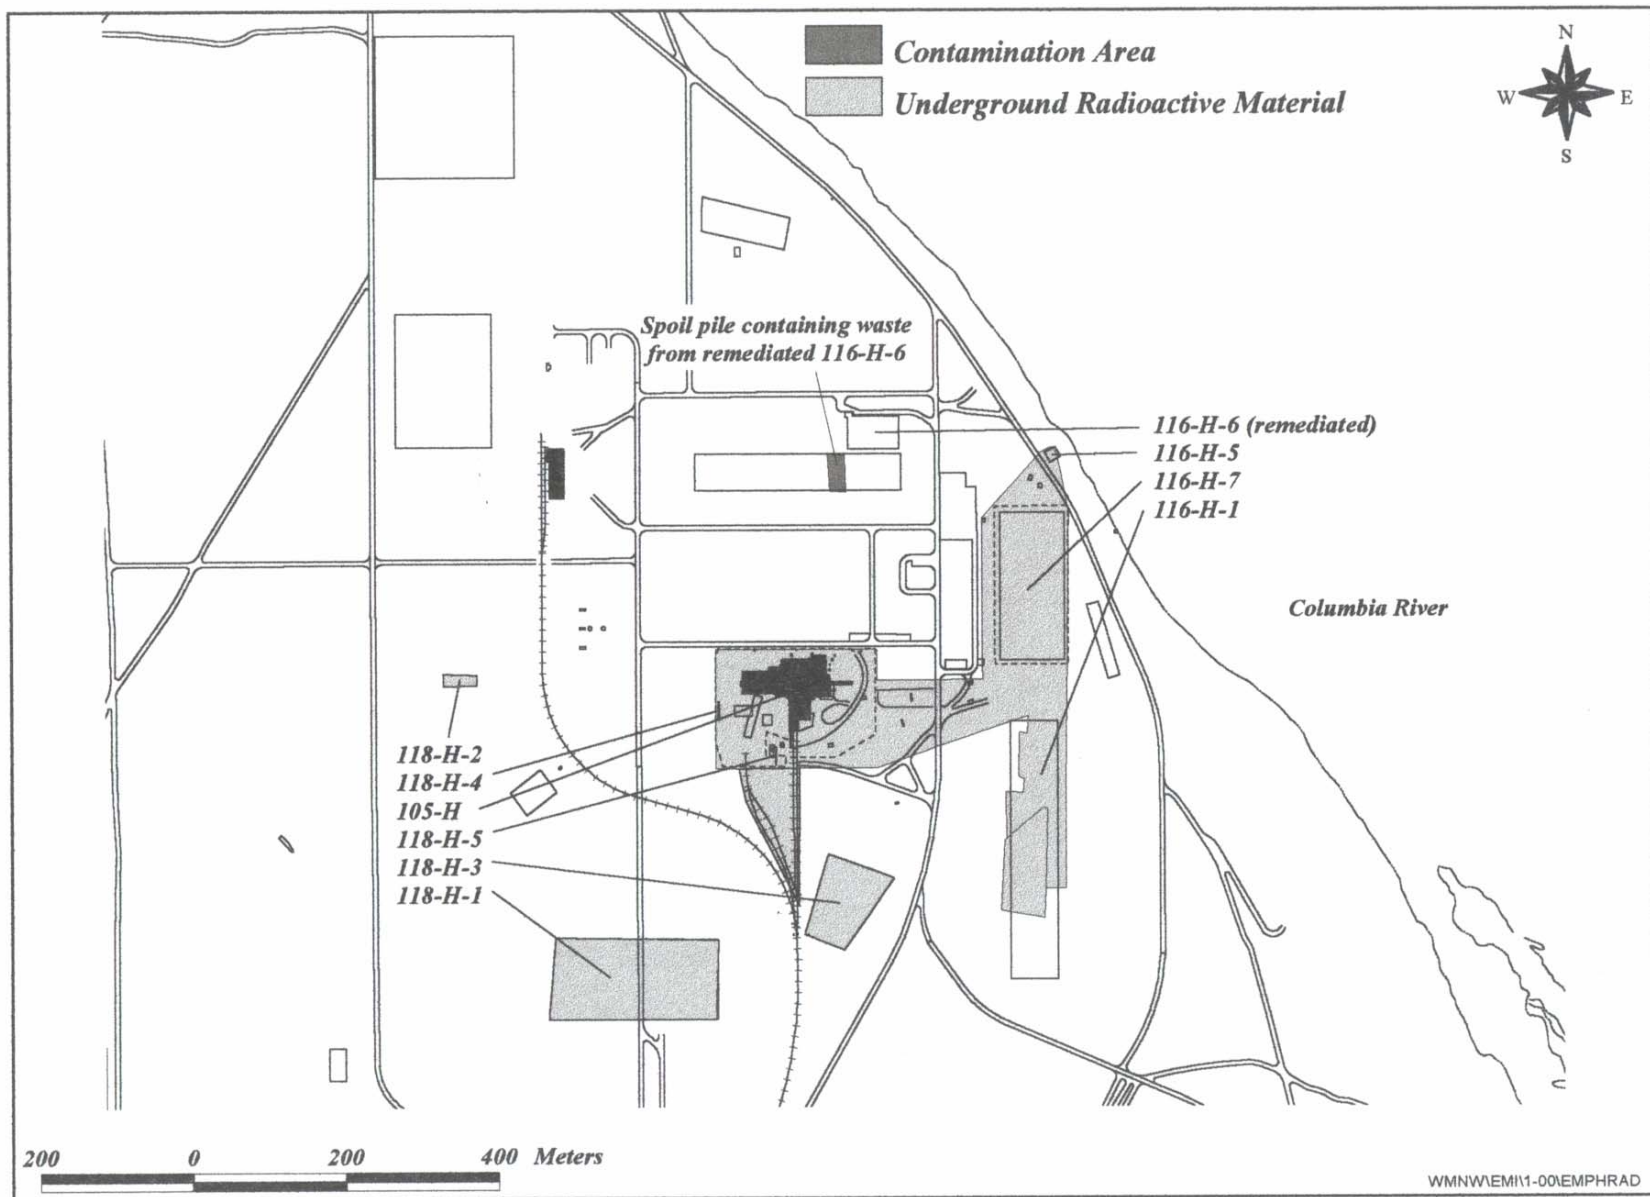 Contamination Area
Underground Radioactive Material
N
W E
S
Spoil pile containing waste
from remediated 116-H-6
116-H-6 (remediated)
116-H-5
116-H-7
116-H-1
Columbia River
118-H-2
118-H-4
105-H
118-H-5
118-H-3
118-H-1
200 0 200 400 Meters
WMNW\EMI\1-00\EMPHRAD